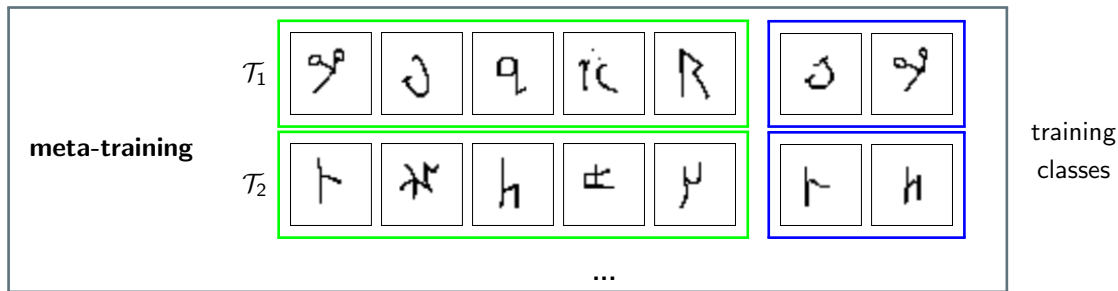 𝒯₁
meta-training
𝒯₂
training
classes
...